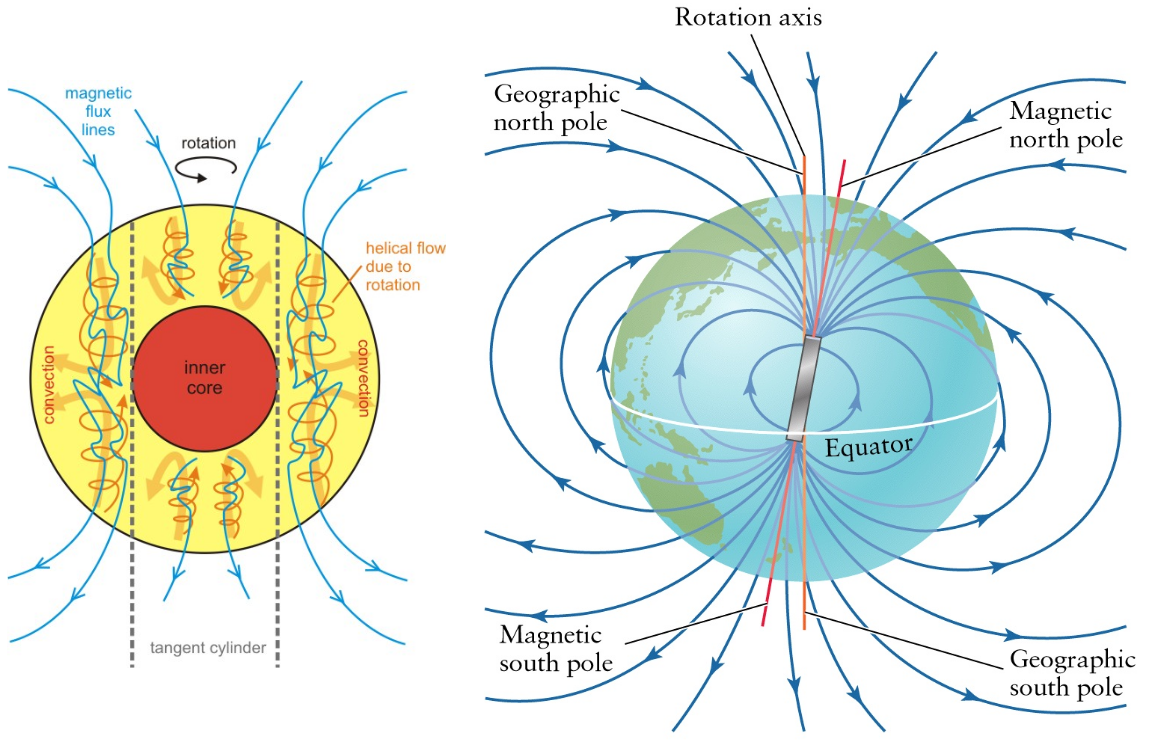 magnetic
flux
lines
rotation
helical flow
due to
rotation
convection
inner
core
convection
tangent cylinder
Rotation axis
Geographic
north pole
Magnetic
north pole
Equator
Magnetic
south pole
Geographic
south pole